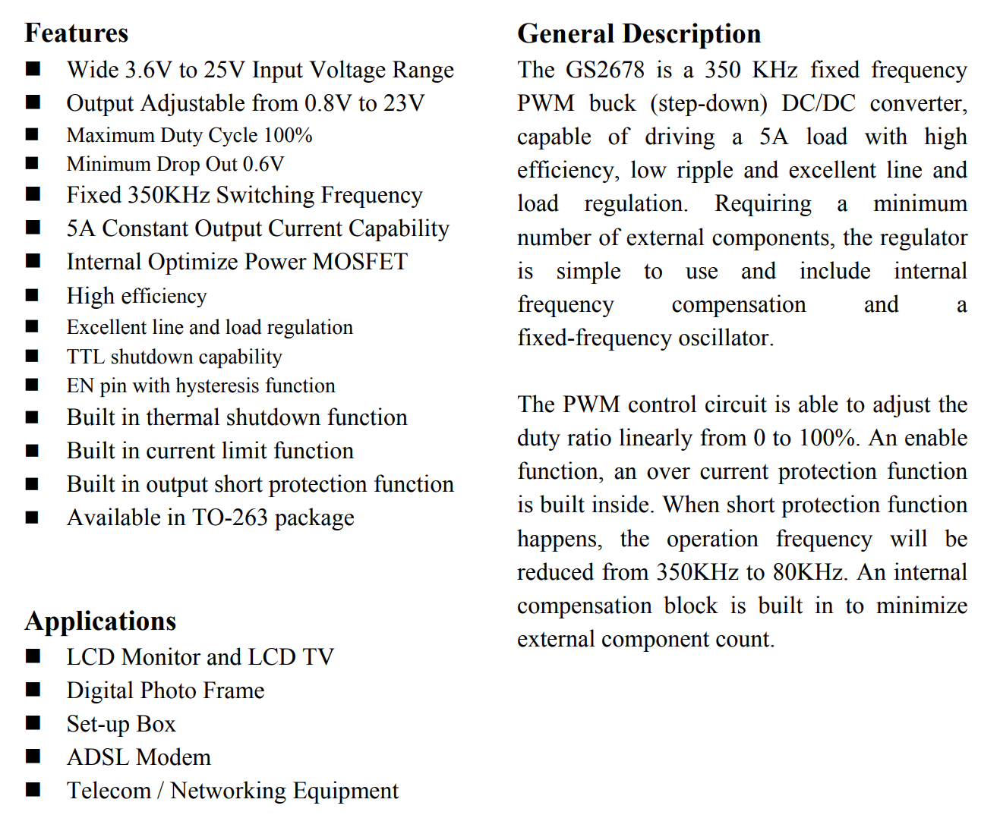 Features
■ Wide 3.6V to 25V Input Voltage Range
■ Output Adjustable from 0.8V to 23V
■ Maximum Duty Cycle 100%
■ Minimum Drop Out 0.6V
■ Fixed 350KHz Switching Frequency
■ 5A Constant Output Current Capability
■ Internal Optimize Power MOSFET
■ High efficiency
■ Excellent line and load regulation
■ TTL shutdown capability
■ EN pin with hysteresis function
■ Built in thermal shutdown function
■ Built in current limit function
■ Built in output short protection function
■ Available in TO-263 package
Applications
■ LCD Monitor and LCD TV
■ Digital Photo Frame
■ Set-up Box
■ ADSL Modem
■ Telecom / Networking Equipment
General Description
The GS2678 is a 350 KHz fixed frequency
PWM buck (step-down) DC/DC converter,
capable of driving a 5A load with high
efficiency, low ripple and excellent line and
load regulation. Requiring a minimum
number of external components, the regulator
is simple to use and include internal
frequency compensation and a
fixed-frequency oscillator.
The PWM control circuit is able to adjust the
duty ratio linearly from 0 to 100%. An enable
function, an over current protection function
is built inside. When short protection function
happens, the operation frequency will be
reduced from 350KHz to 80KHz. An internal
compensation block is built in to minimize
external component count.